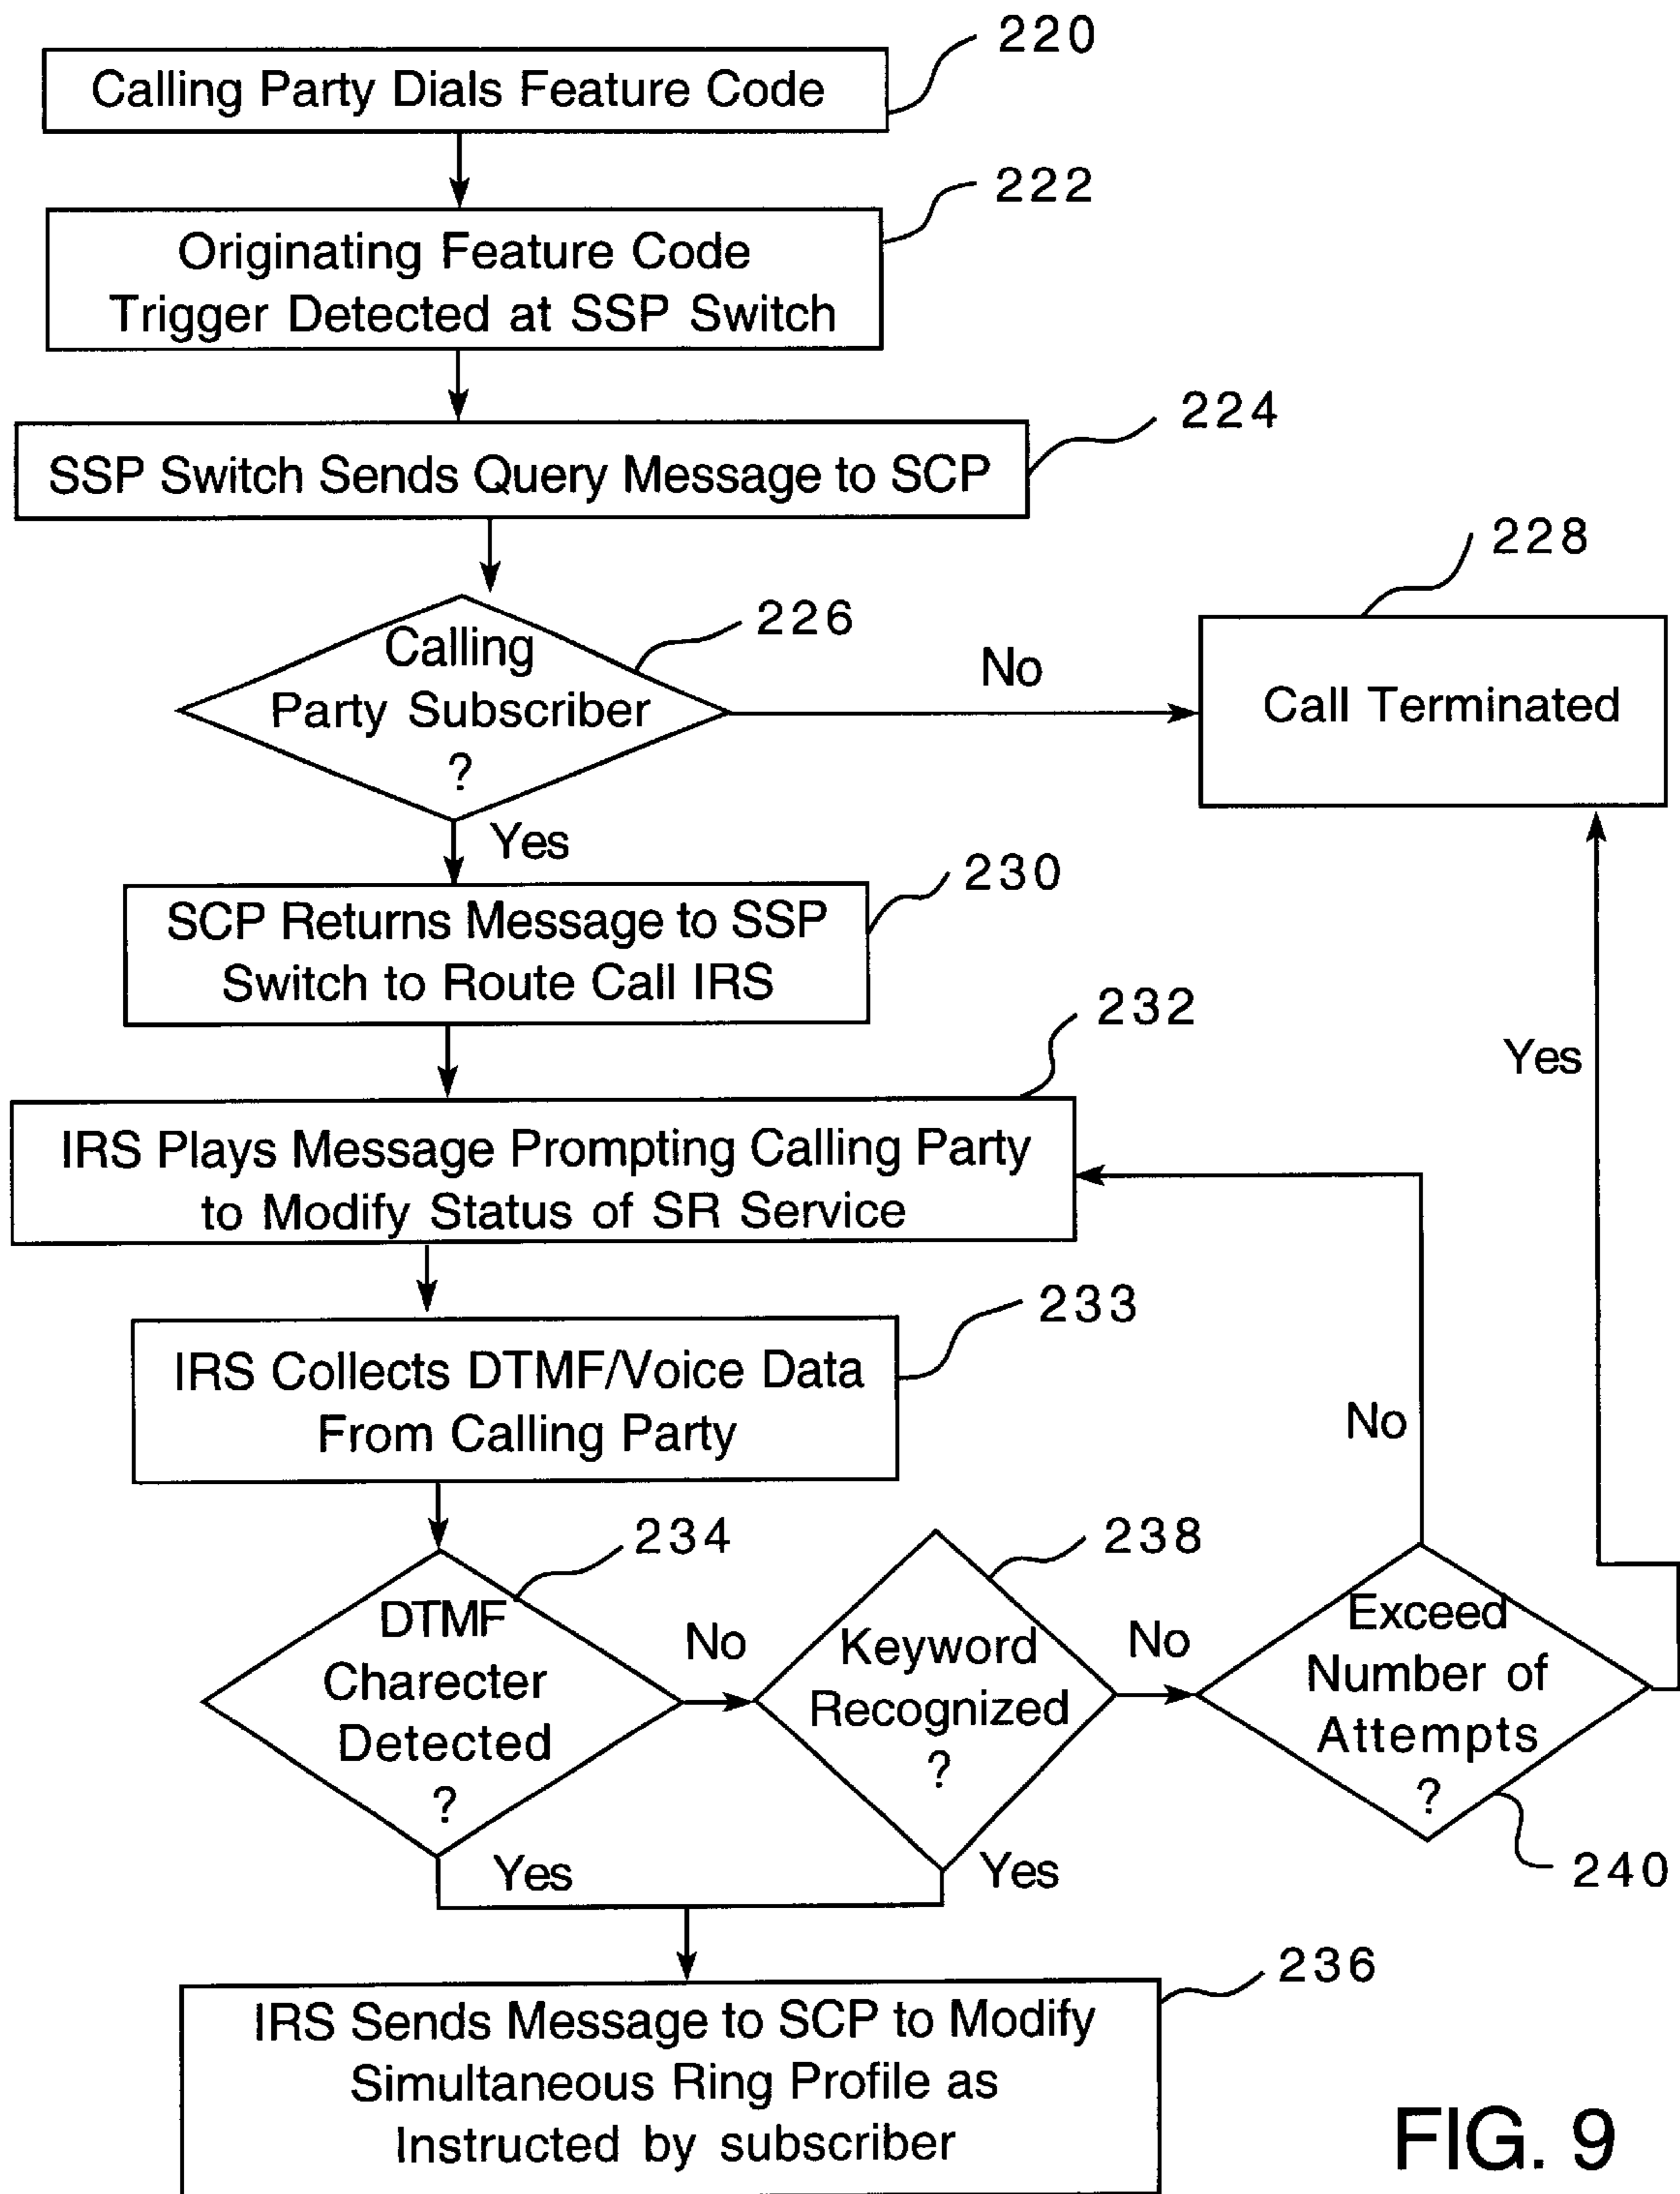 220
Calling Party Dials Feature Code
222
Originating Feature Code
Trigger Detected at SSP Switch
224
SSP Switch Sends Query Message to SCP
228
226
Calling
Party Subscriber
?
No
Call Terminated
Yes
230
SCP Returns Message to SSP
Switch to Route Call IRS
232
Yes
IRS Plays Message Prompting Calling Party
to Modify Status of SR Service
233
IRS Collects DTMF/Voice Data
From Calling Party
No
234
DTMF
Charecter
Detected
?
No
238
Keyword
Recognized
?
No
Exceed
Number of
Attempts
?
240
Yes
Yes
236
IRS Sends Message to SCP to Modify
Simultaneous Ring Profile as
Instructed by subscriber
FIG. 9